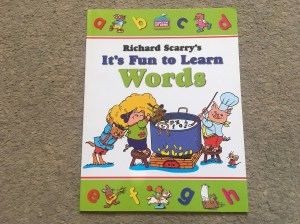 a b c d
Richard Scarry's
It's Fun to Learn
Words
e f g h